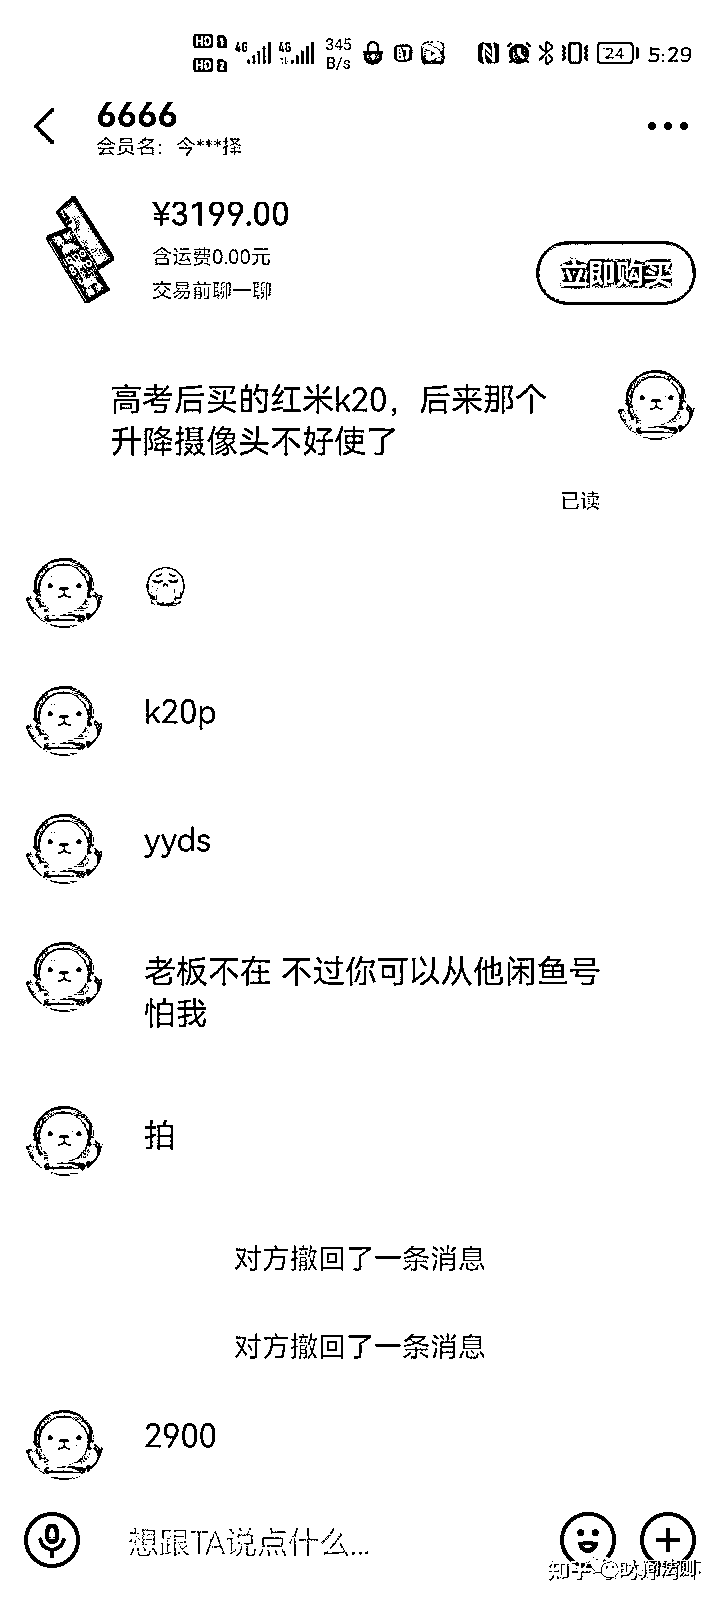 HD 1
HD 2
4G
4G
345
B/s
24
5:29
6666
会员名：今***择
¥3199.00
含运费0.00元
交易前聊一聊
立即购买
高考后买的红米k20，后来那个
升降摄像头不好使了
已读
k20p
yyds
老板不在 不过你可以从他闲鱼号
怕我
拍
对方撤回了一条消息
对方撤回了一条消息
2900
想跟TA说点什么...
知乎